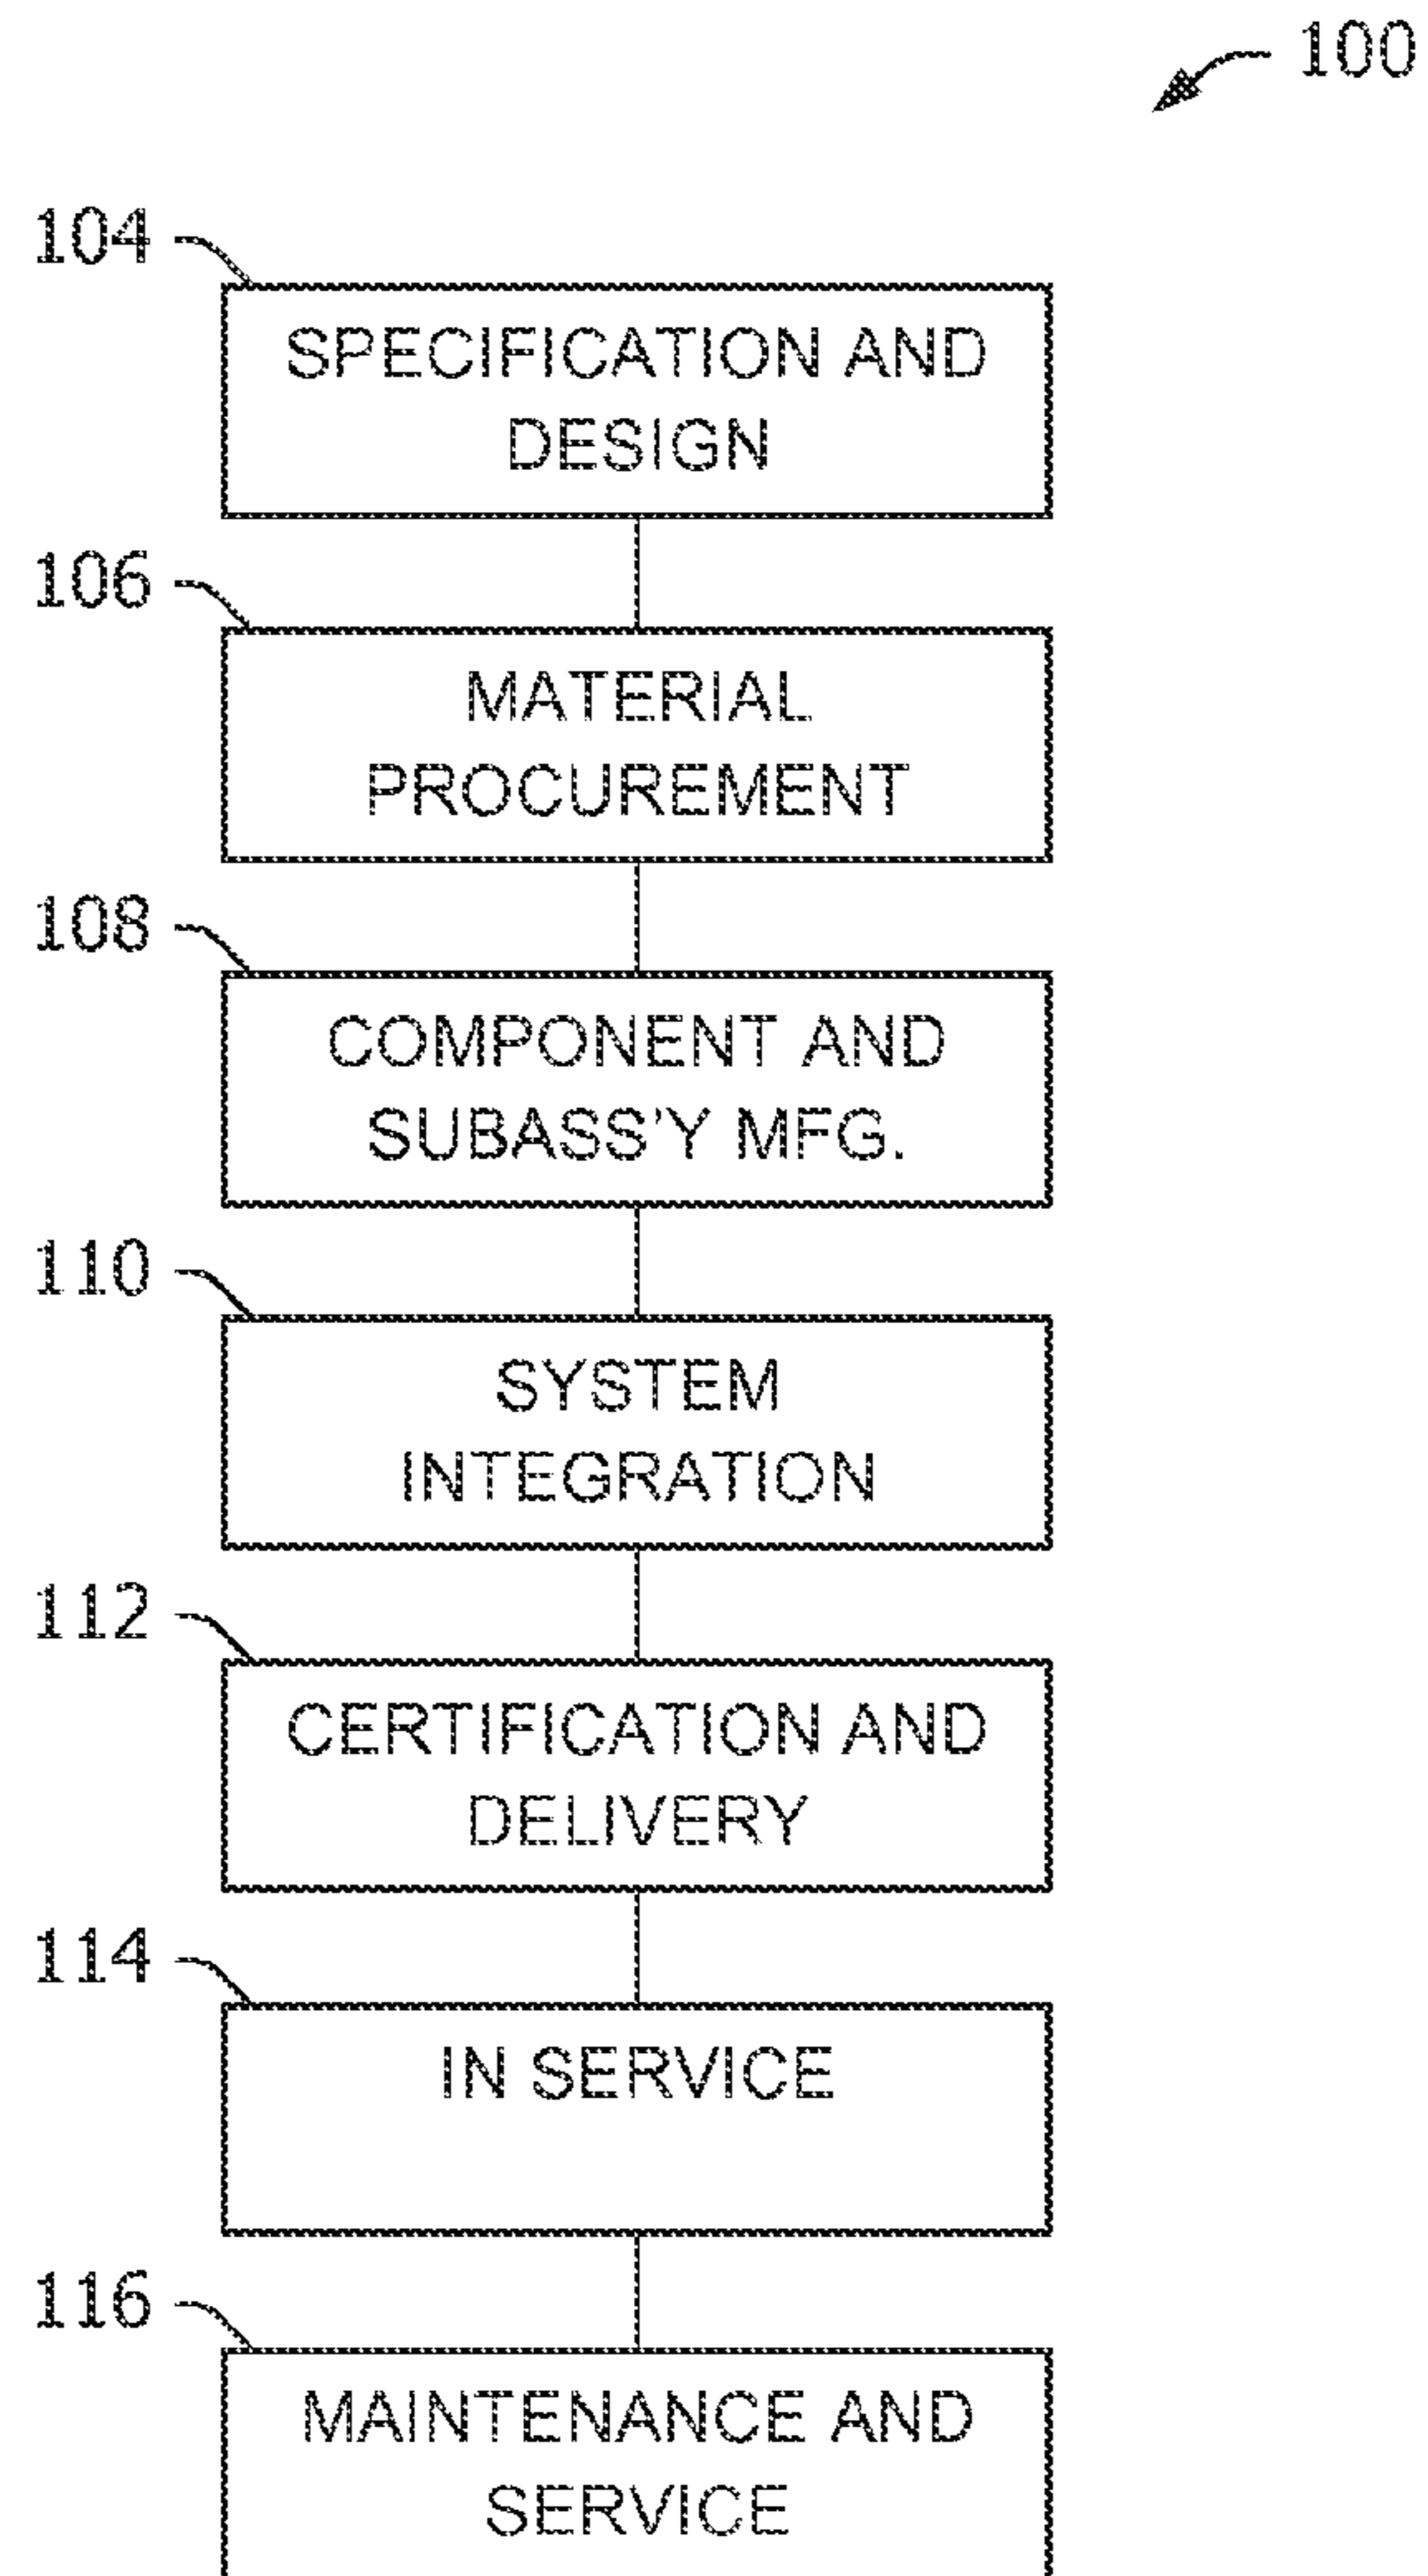 100
104
SPECIFICATION AND
DESIGN
106
MATERIAL
PROCUREMENT
108
COMPONENT AND
SUBASS'Y MFG.
110
SYSTEM
INTEGRATION
112
CERTIFICATION AND
DELIVERY
114
IN SERVICE
116
MAINTENANCE AND
SERVICE